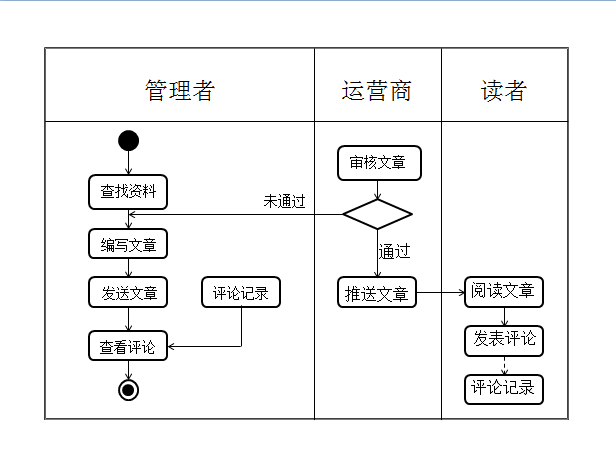 管理者
运营商
读者
审核文章
查找资料
未通过
编写文章
通过
发送文章
评论记录
推送文章
阅读文章
查看评论
发表评论
评论记录